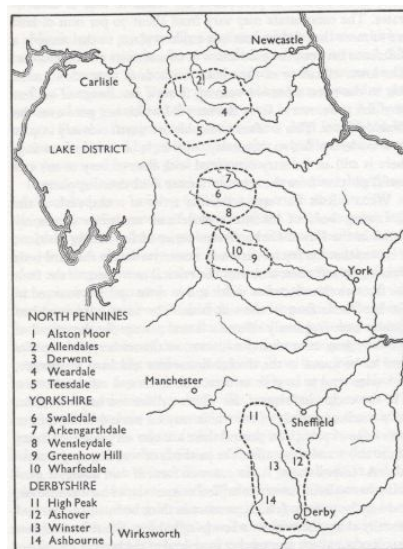 Newcastle
Carlisle
1
2
3
4
5
LAKE DISTRICT
7
6
8
10
9
York
NORTH PENNINES
1 Alston Moor
2 Allendales
3 Derwent
4 Weardale
5 Teesdale
YORKSHIRE
6 Swaledale
7 Arkengarthdale
8 Wensleydale
9 Greenhow Hill
10 Wharfedale
DERBYSHIRE
11 High Peak
12 Ashover
13 Winster
14 Ashbourne } Wirksworth
Manchester
11
Sheffield
13
12
14
Derby